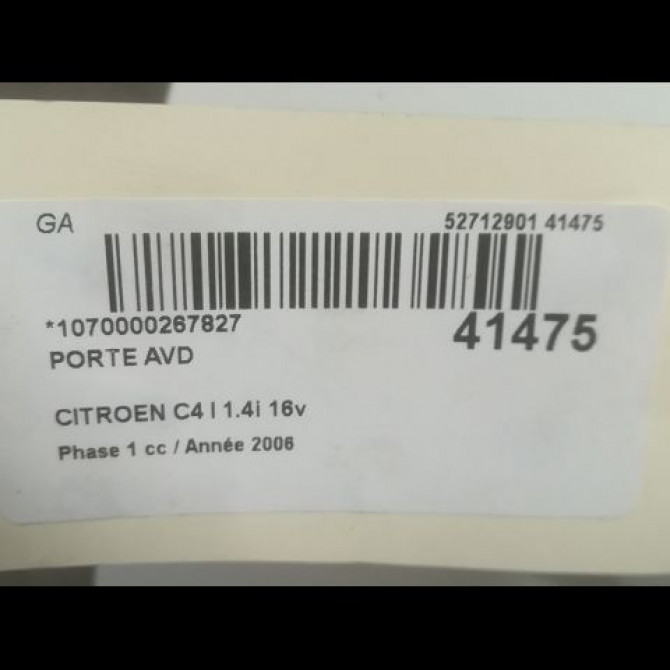 GA
52712901 41475
*1070000267827
41475
PORTE AVD
CITROEN C4 I 1.4i 16v
Phase 1 cc / Année 2006